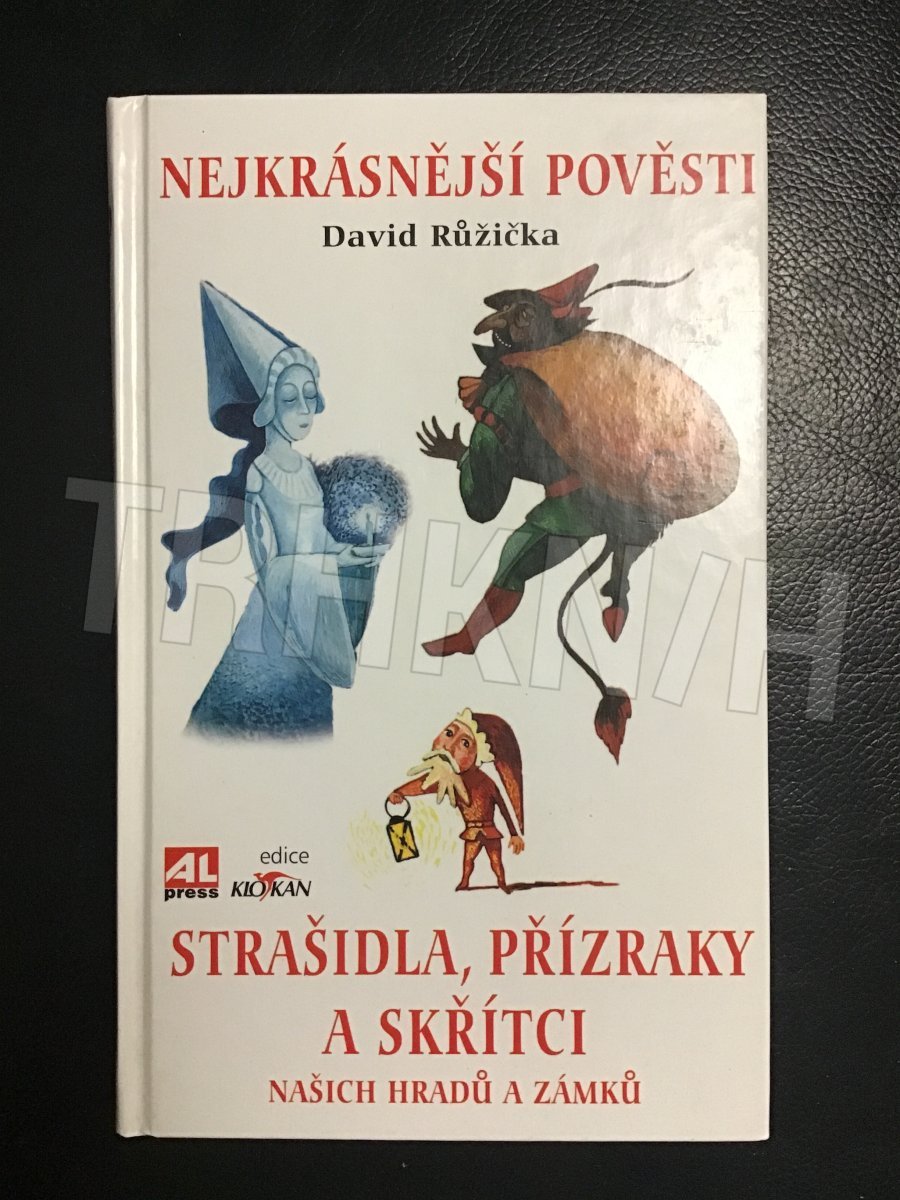 NEJKRÁSNĚJŠÍ POVĚSTI
David Růžička
TRHKNIH
AL
press
edice
KLOKAN
STRAŠIDLA, PŘÍZRAKY
A SKŘÍTCI
NAŠICH HRADŮ A ZÁMKŮ